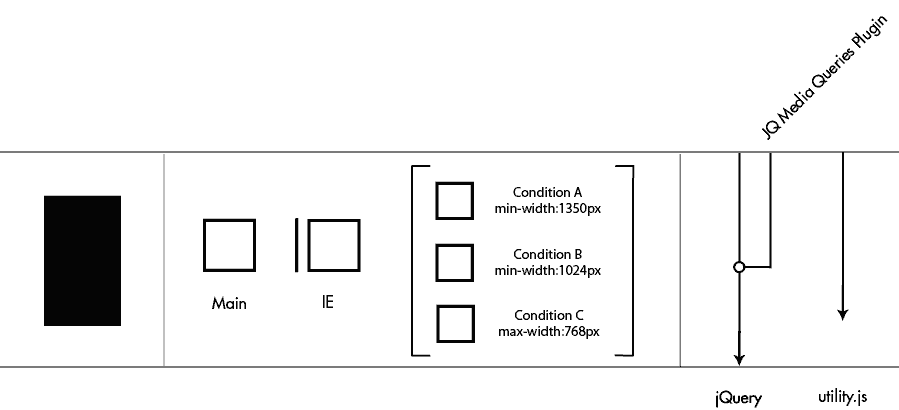 JQ Media Queries Plugin
Condition A
min-width:1350px
Condition B
min-width:1024px
Main
IE
Condition C
max-width:768px
jQuery
utility.js